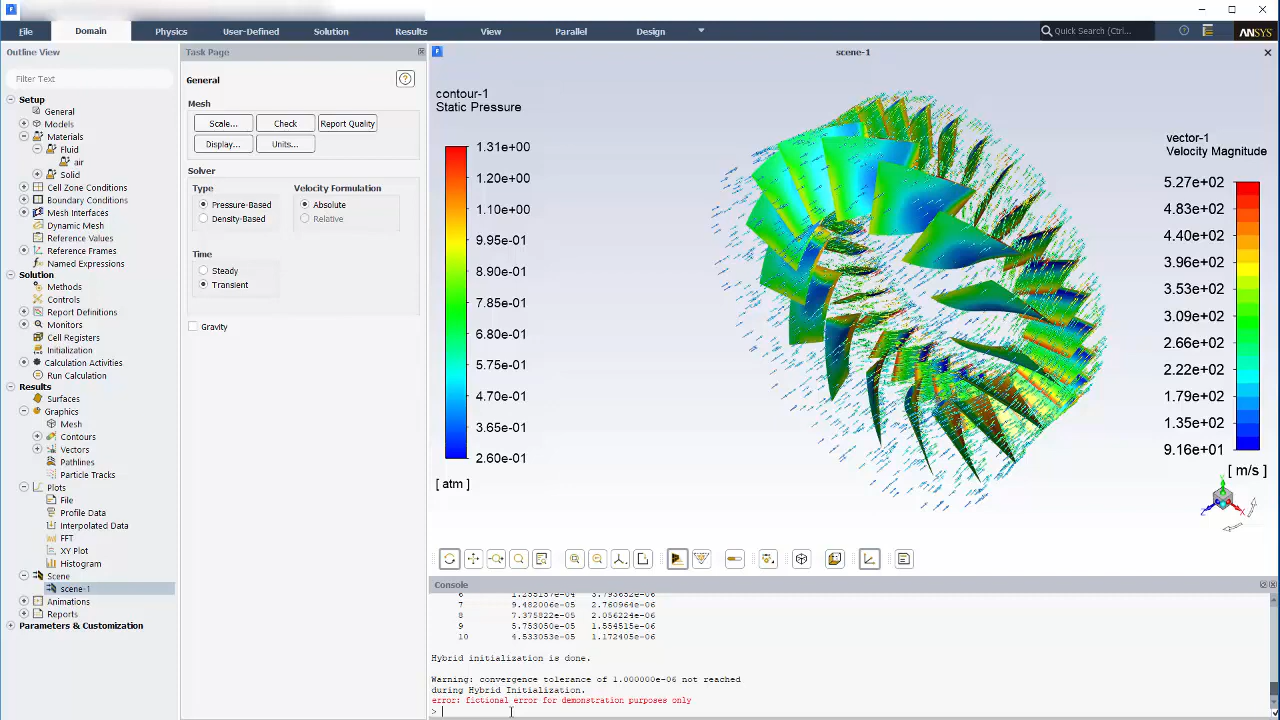 File
Domain
Physics
User-Defined
Solution
Results
View
Parallel
Design
Quick Search (Ctrl...
ANSYS
Outline View
Filter Text
Setup
General
Models
Materials
Fluid
air
Solid
Cell Zone Conditions
Boundary Conditions
Mesh Interfaces
Dynamic Mesh
Reference Values
Reference Frames
Named Expressions
Solution
Methods
Controls
Report Definitions
Monitors
Cell Registers
Initialization
Calculation Activities
Run Calculation
Results
Surfaces
Graphics
Mesh
Contours
Vectors
Pathlines
Particle Tracks
Plots
File
Profile Data
Interpolated Data
FFT
XY Plot
Histogram
Scene
scene-1
Animations
Reports
Parameters & Customization
Task Page
General
Mesh
Scale... Check Report Quality
Display... Units...
Solver
Type Velocity Formulation
Pressure-Based Absolute
Density-Based Relative
Time
Steady
Transient
Gravity
scene-1
contour-1
Static Pressure
1.31e+00
1.20e+00
1.10e+00
9.95e-01
8.90e-01
7.85e-01
6.80e-01
5.75e-01
4.70e-01
3.65e-01
2.60e-01
[ atm ]
vector-1
Velocity Magnitude
5.27e+02
4.83e+02
4.40e+02
3.96e+02
3.53e+02
3.09e+02
2.66e+02
2.22e+02
1.79e+02
1.35e+02
9.16e+01
[ m/s ]
Console
7 9.482006e-05 2.760964e-06
8 7.375822e-05 2.056224e-06
9 5.753050e-05 1.554515e-06
10 4.533053e-05 1.172405e-06
Hybrid initialization is done.
Warning: convergence tolerance of 1.000000e-06 not reached
during Hybrid Initialization.
error: fictional error for demonstration purposes only
>